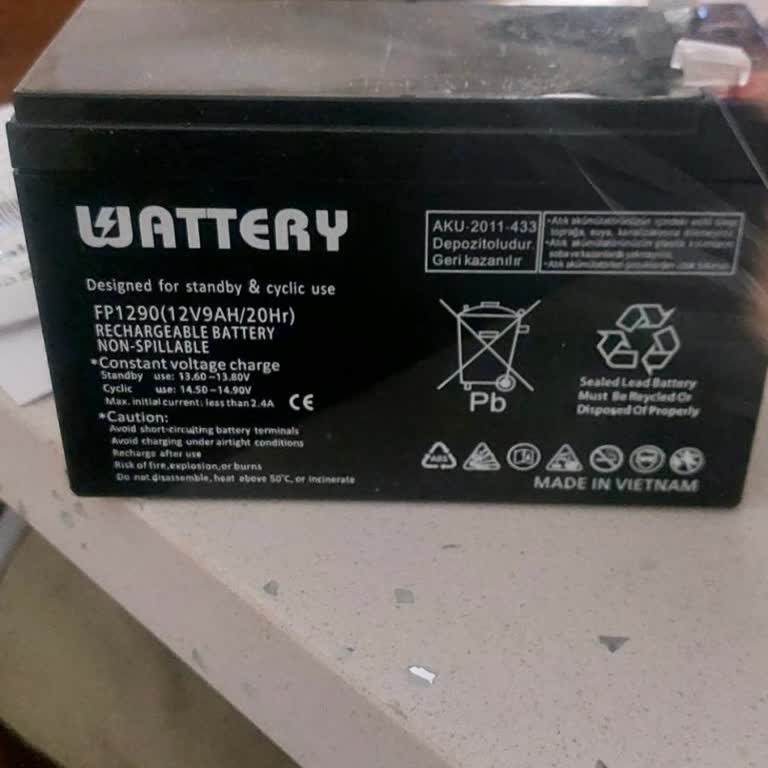 WATTERY
Designed for standby & cyclic use
FP1290(12V9AH/20Hr)
RECHARGEABLE BATTERY
NON-SPILLABLE
*Constant voltage charge
Standby use: 13.60~13.80V
Cyclic use: 14.50~14.90V
Max. initial current: less than 2.4A
CE
*Caution:
Avoid short-circuiting battery terminals
Avoid charging under airtight conditions
Recharge after use
Risk of fire,explosion,or burns
Do not disassemble, heat above 50°C, or incinerate
AKU-2011-433
Depozitoludur.
Geri kazanılır
Pb
Sealed Lead Battery
Must Be Recycled Or
Disposed Of Properly
ABS
MADE IN VIETNAM